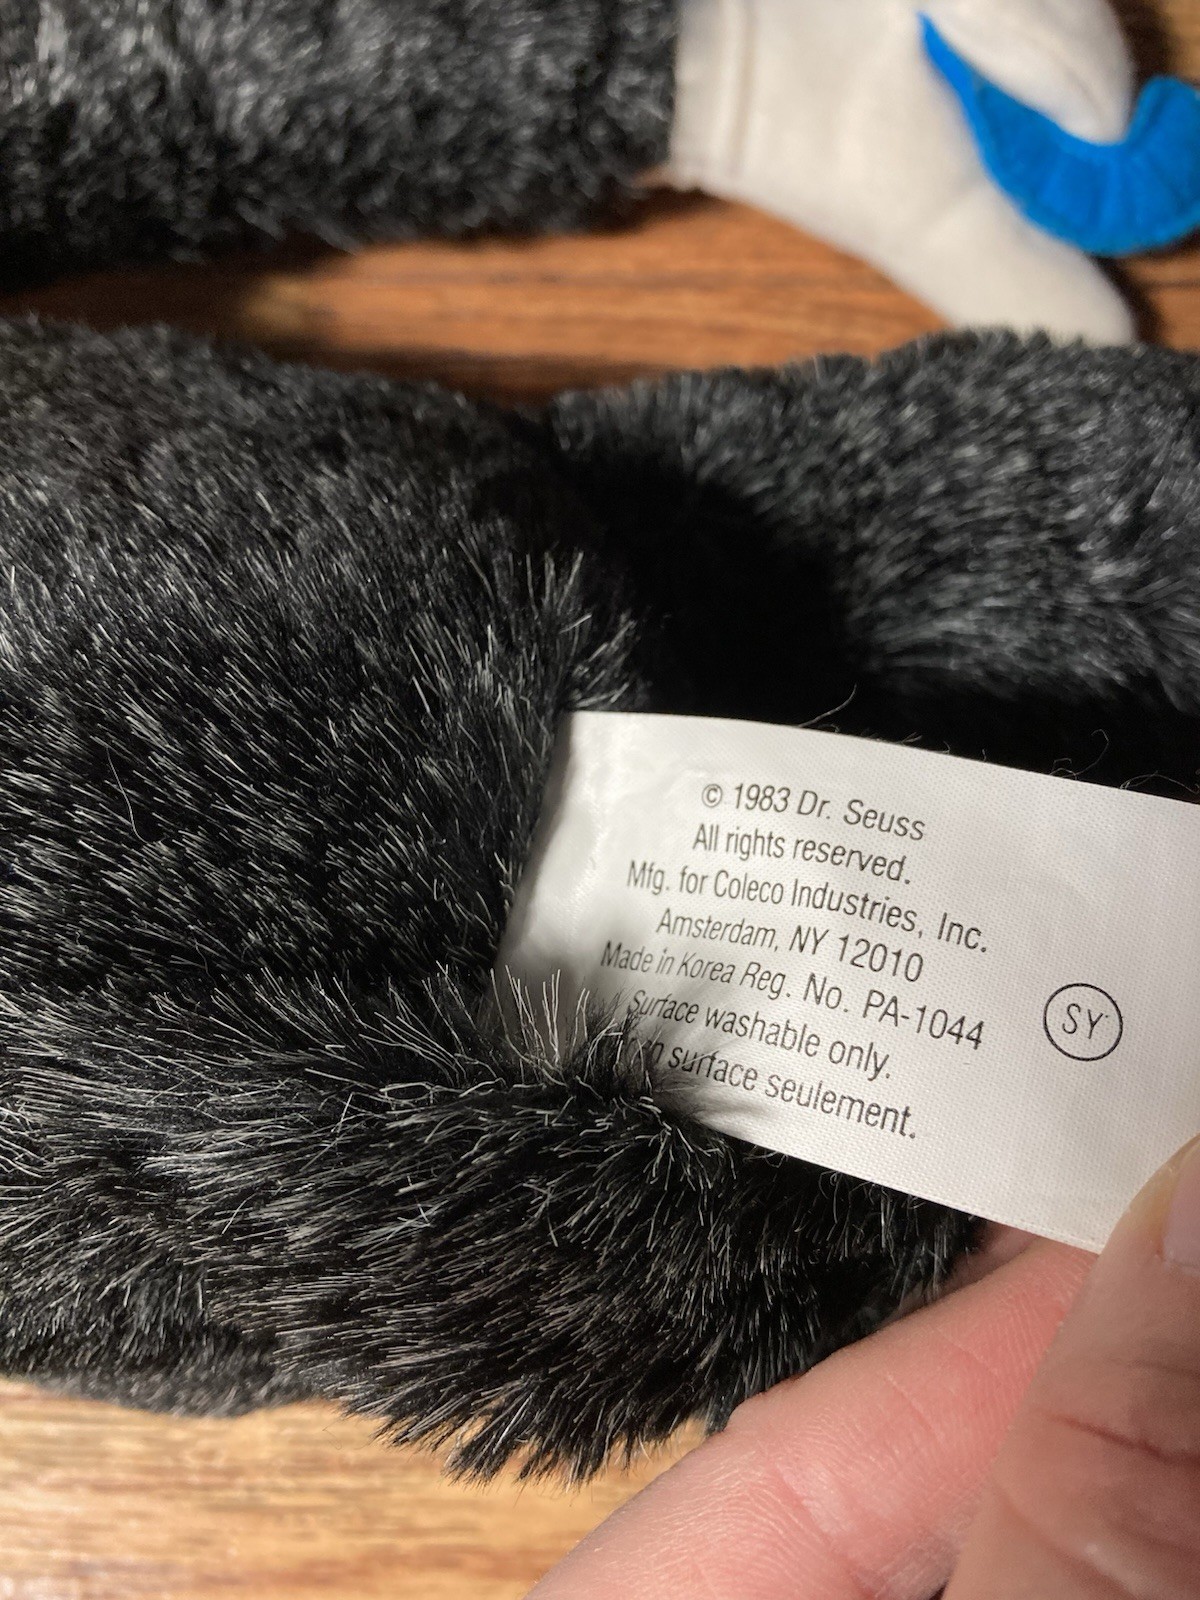 © 1983 Dr. Seuss
All rights reserved.
Mfg. for Coleco Industries, Inc.
Amsterdam, NY 12010
Made in Korea Reg. No. PA-1044
Surface washable only.
surface seulement.
SY